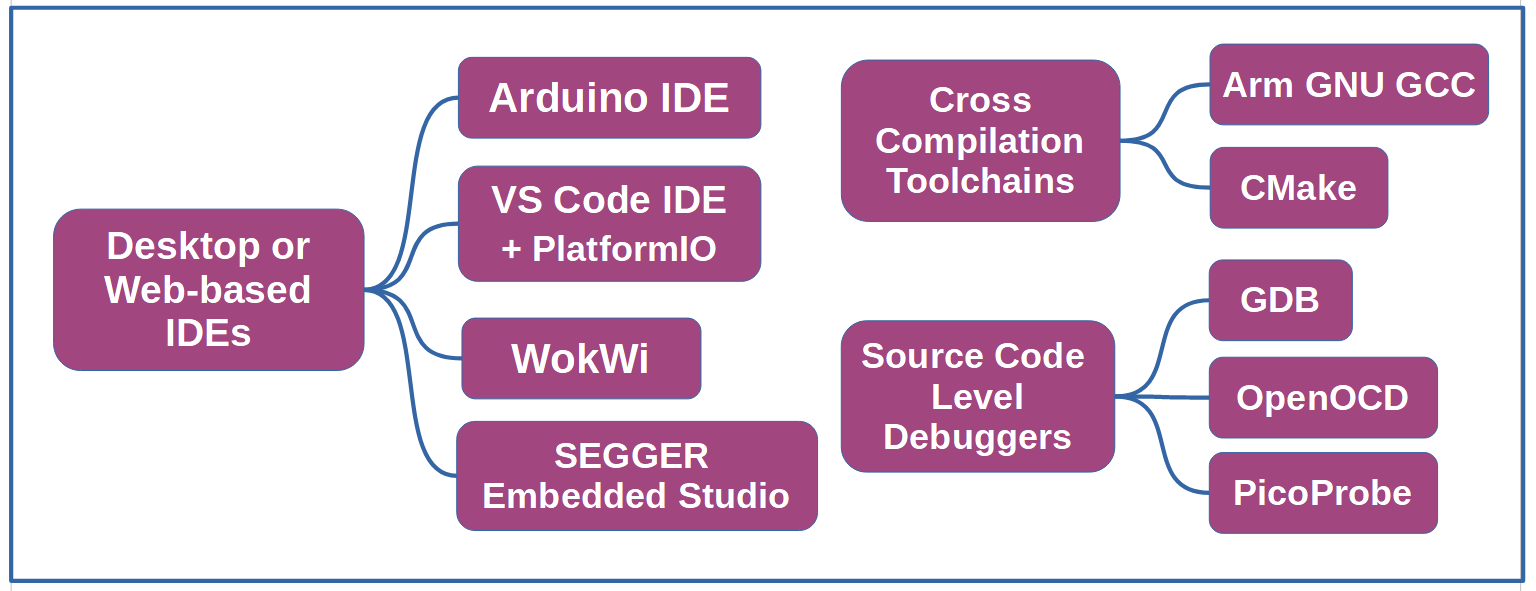 Desktop or
Web-based
IDEs
Arduino IDE
VS Code IDE
+ PlatformIO
WokWi
SEGGER
Embedded Studio
Cross
Compilation
Toolchains
Arm GNU GCC
CMake
Source Code
Level
Debuggers
GDB
OpenOCD
PicoProbe